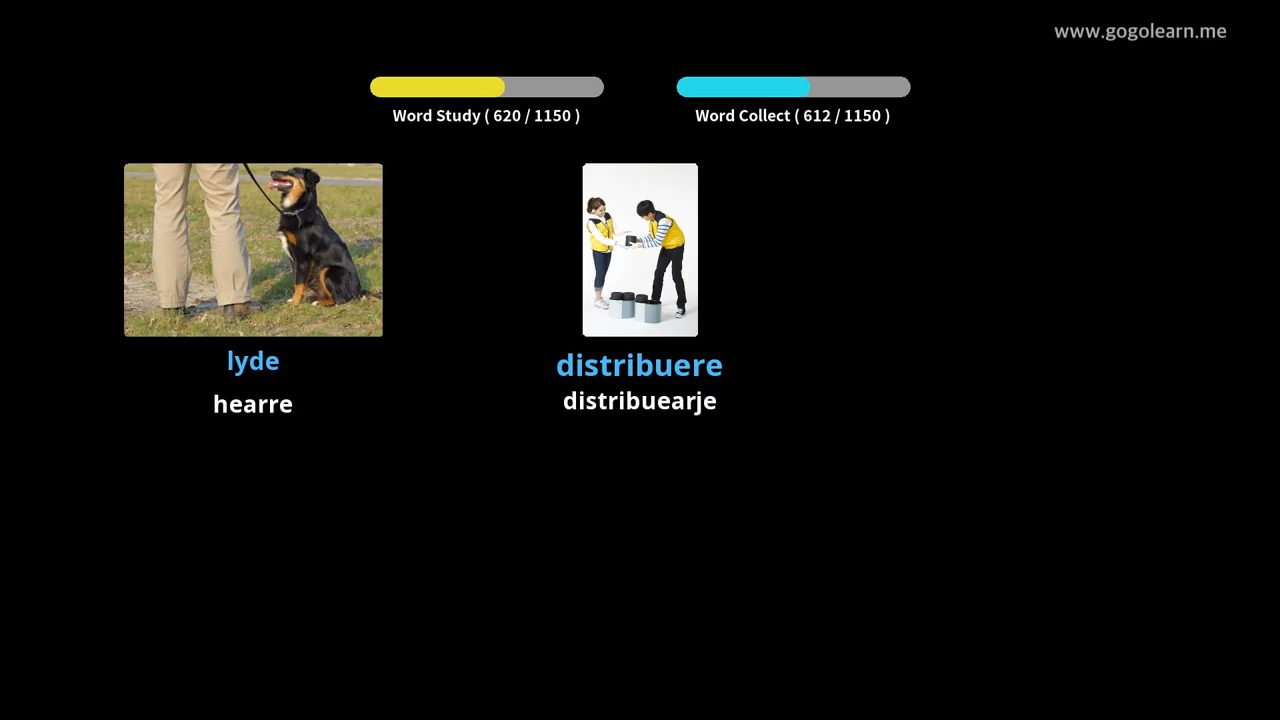 www.gogolearn.me
Word Study ( 620 / 1150 )
Word Collect ( 612 / 1150 )
lyde
hearre
distribuere
distribuearje